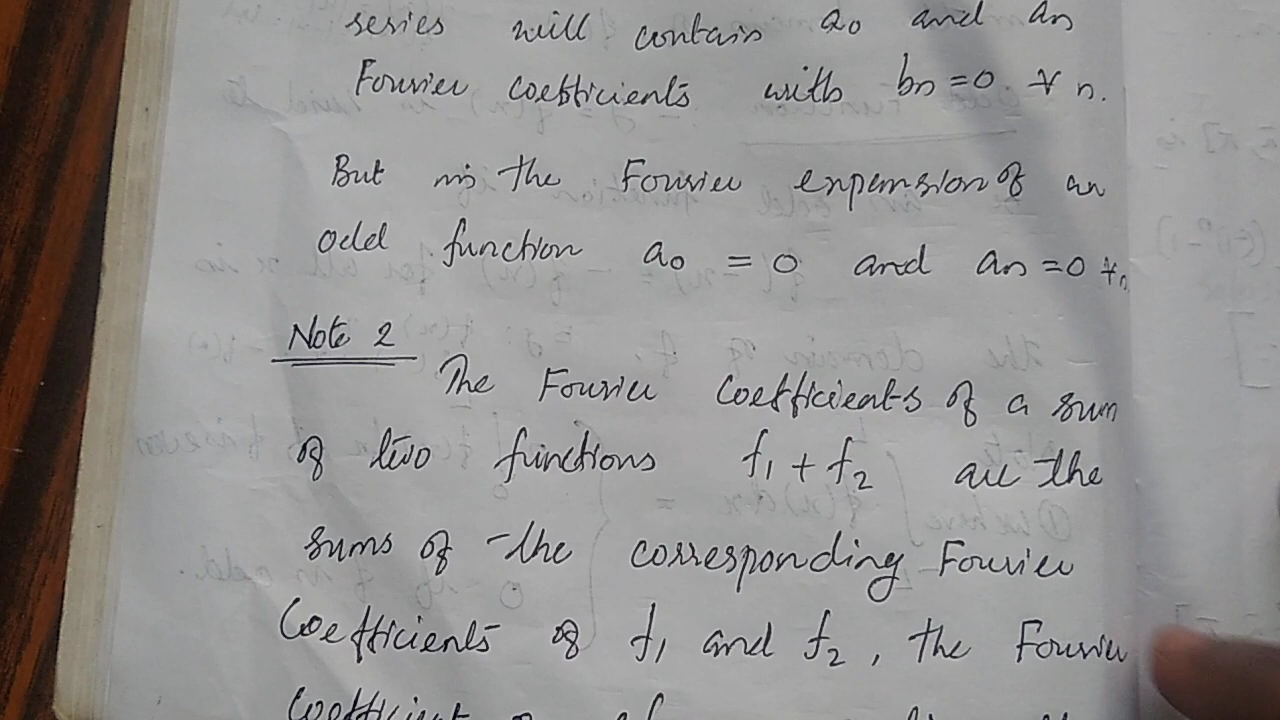 series will contain a₀ and aₙ
Fourier coefficients with bₙ = 0 ∀ n.
But in the Fourier expansion of an
odd function a₀ = 0 and aₙ = 0 ∀n
Note 2
The Fourier Coefficients of a sum
of two functions f₁ + f₂ are the
sums of the corresponding Fourier
Coefficients of f₁ and f₂, the Fourier